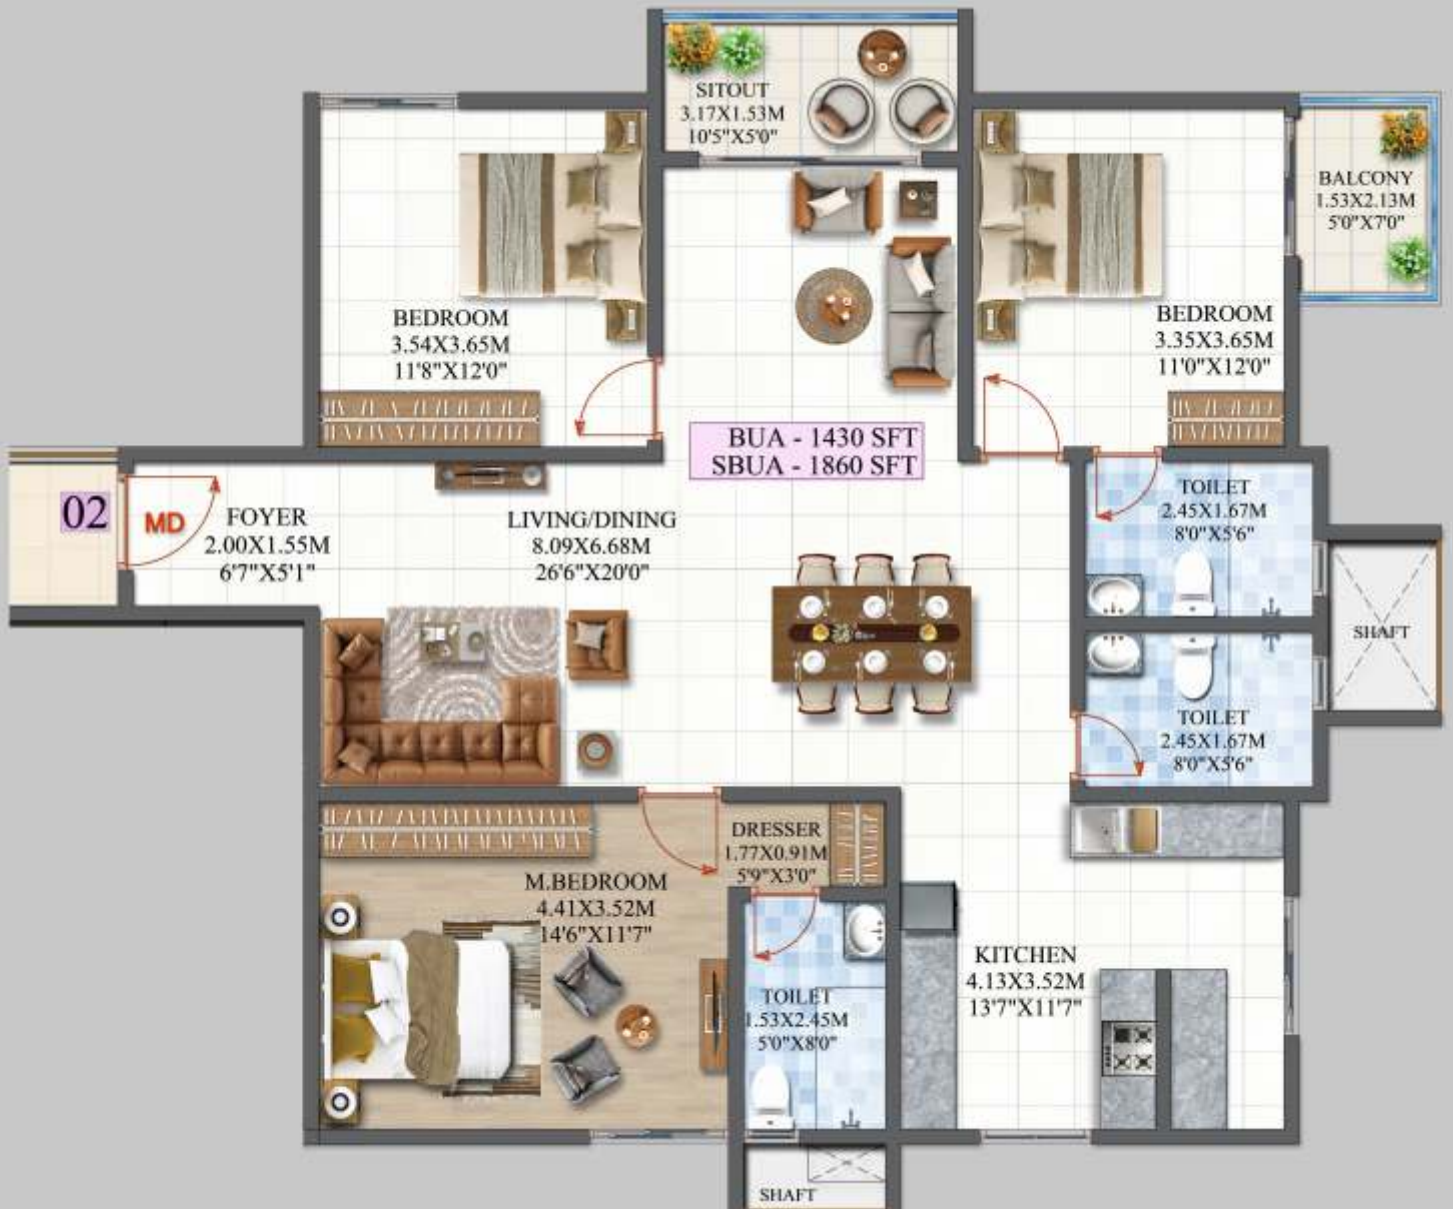 SITOUT
3.17X1.53M
10'5"X5'0"
BALCONY
1.53X2.13M
5'0"X7'0"
BEDROOM
3.54X3.65M
11'8"X12'0"
BEDROOM
3.35X3.65M
11'0"X12'0"
BUA - 1430 SFT
SBUA - 1860 SFT
02
MD
FOYER
2.00X1.55M
6'7"X5'1"
LIVING/DINING
8.09X6.68M
26'6"X20'0"
TOILET
2.45X1.67M
8'0"X5'6"
SHAFT
TOILET
2.45X1.67M
8'0"X5'6"
DRESSER
1.77X0.91M
5'9"X3'0"
M.BEDROOM
4.41X3.52M
14'6"X11'7"
KITCHEN
4.13X3.52M
13'7"X11'7"
TOILET
1.53X2.45M
5'0"X8'0"
SHAFT